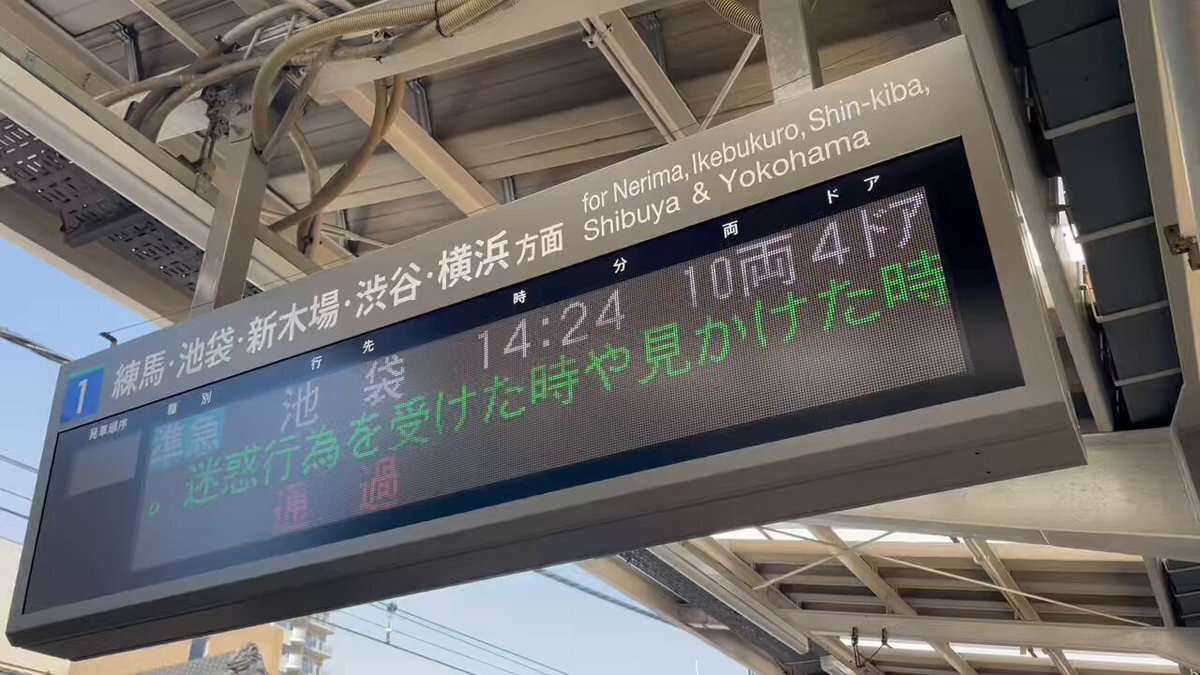 1 練馬・池袋・新木場・渋谷・横浜方面
for Nerima, Ikebukuro, Shin-kiba,
Shibuya & Yokohama
発車順序 種別 行先 時 分 両 ドア
準急 池袋 14:24 10両 4ドア
。迷惑行為を受けた時や見かけた時
通過